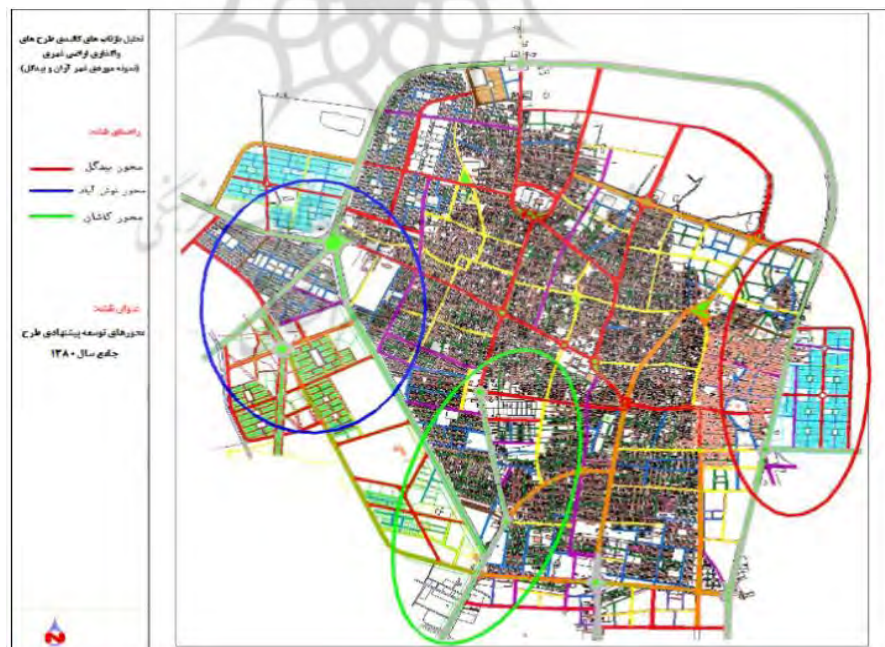 تحلیل بازتاب های کالبدی طرح های
واگذاری اراضی شهری
(نمونه موردی شهر آران و بیدگل)
راهنمای نقشه:
محور بیدگل
محور نوش آباد
محور کاشان
عنوان نقشه:
محورهای توسعه پیشنهادی طرح
جامع سال ۱۳۸۰